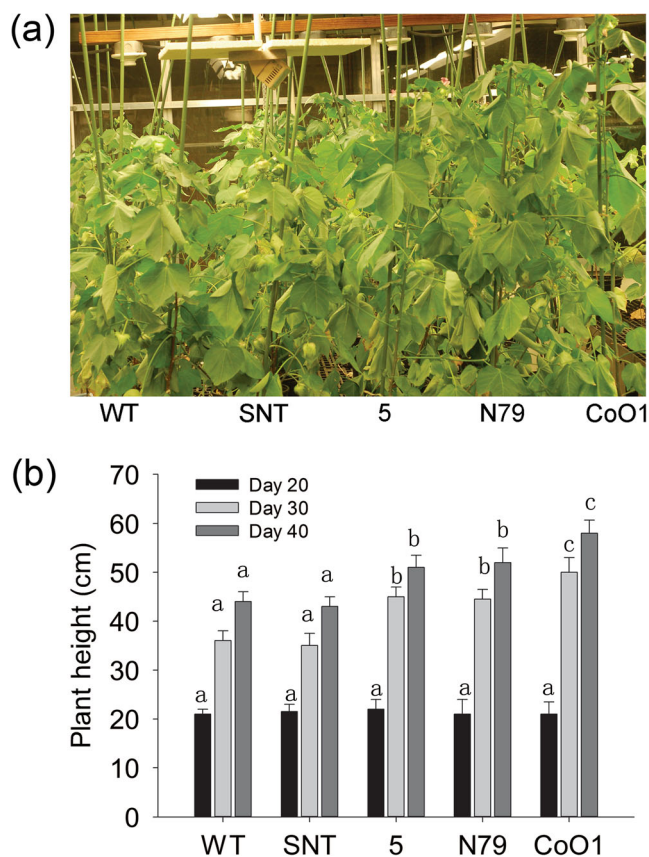 (a)
WT SNT 5 N79 CoO1
(b)
70
60
50
40
30
20
10
0
Plant height (cm)
Day 20
Day 30
Day 40
a a a
a a a
a b b
a b b
a c c
WT SNT 5 N79 CoO1